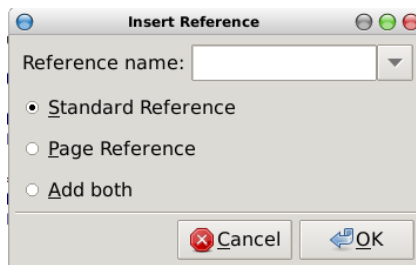 Insert Reference
Reference name:
Standard Reference
Page Reference
Add both
Cancel OK